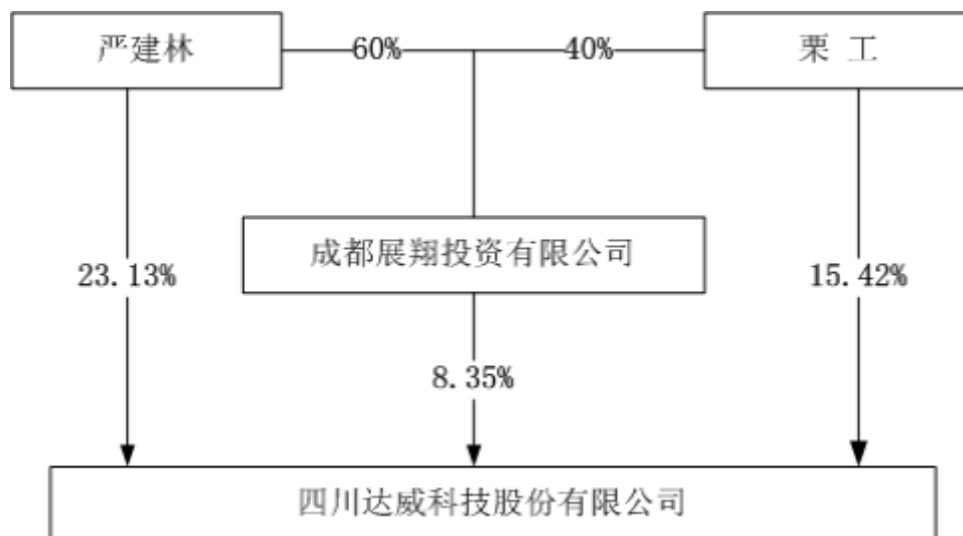 严建林
60%
40%
栗 工
成都展翔投资有限公司
23.13%
15.42%
8.35%
四川达威科技股份有限公司